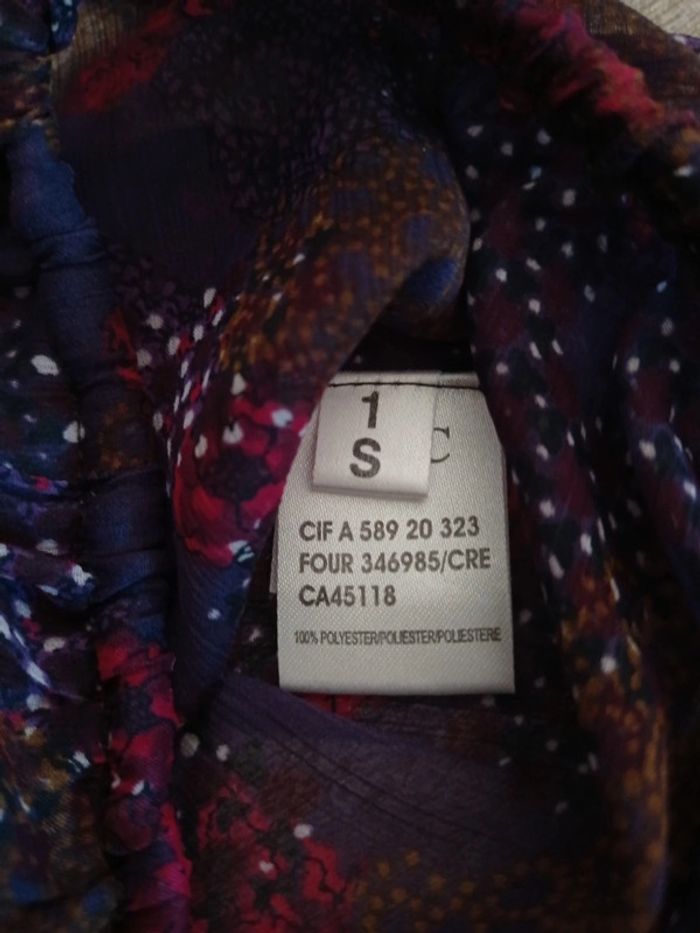 1
S
C
CIF A 589 20 323
FOUR 346985/CRE
CA45118
100% POLYESTER/POLIESTER/POLIESTERE